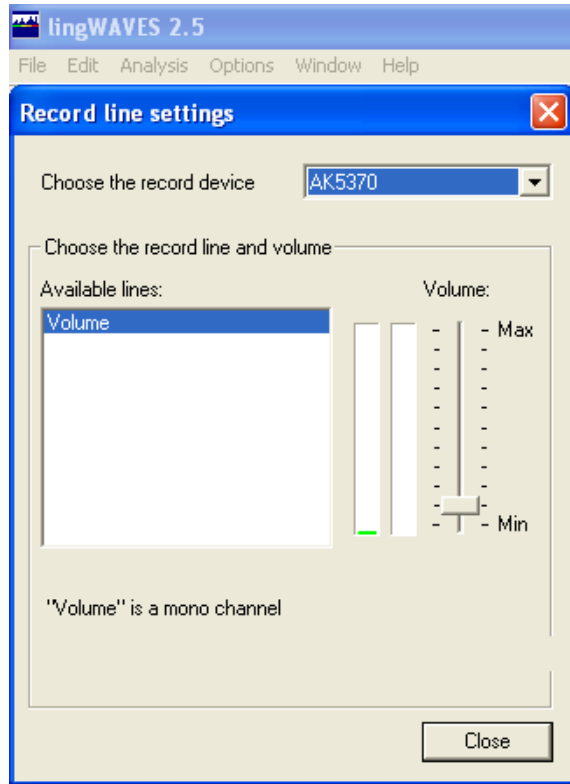 lingWAVES 2.5
File Edit Analysis Options Window Help
Record line settings
Choose the record device AK5370
Choose the record line and volume
Available lines: Volume:
Volume
Max
Min
"Volume" is a mono channel
Close